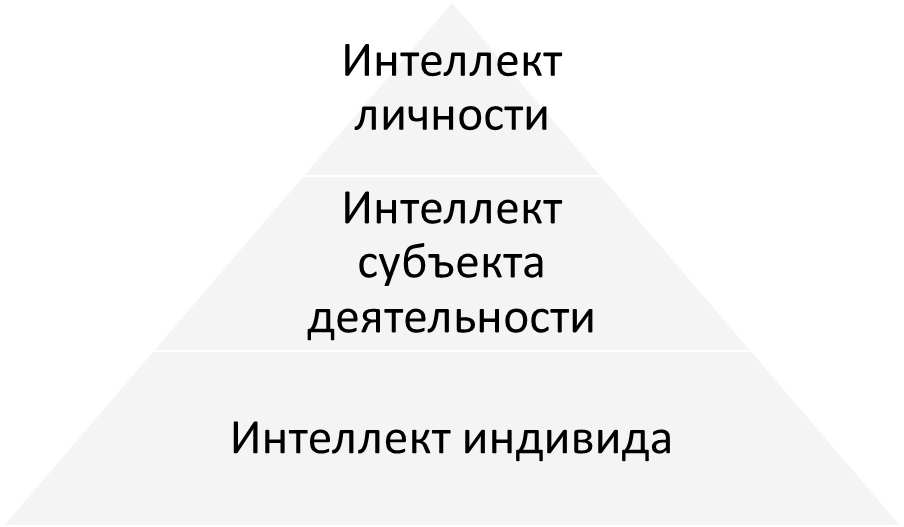 Интеллект
личности
Интеллект
субъекта
деятельности
Интеллект индивида